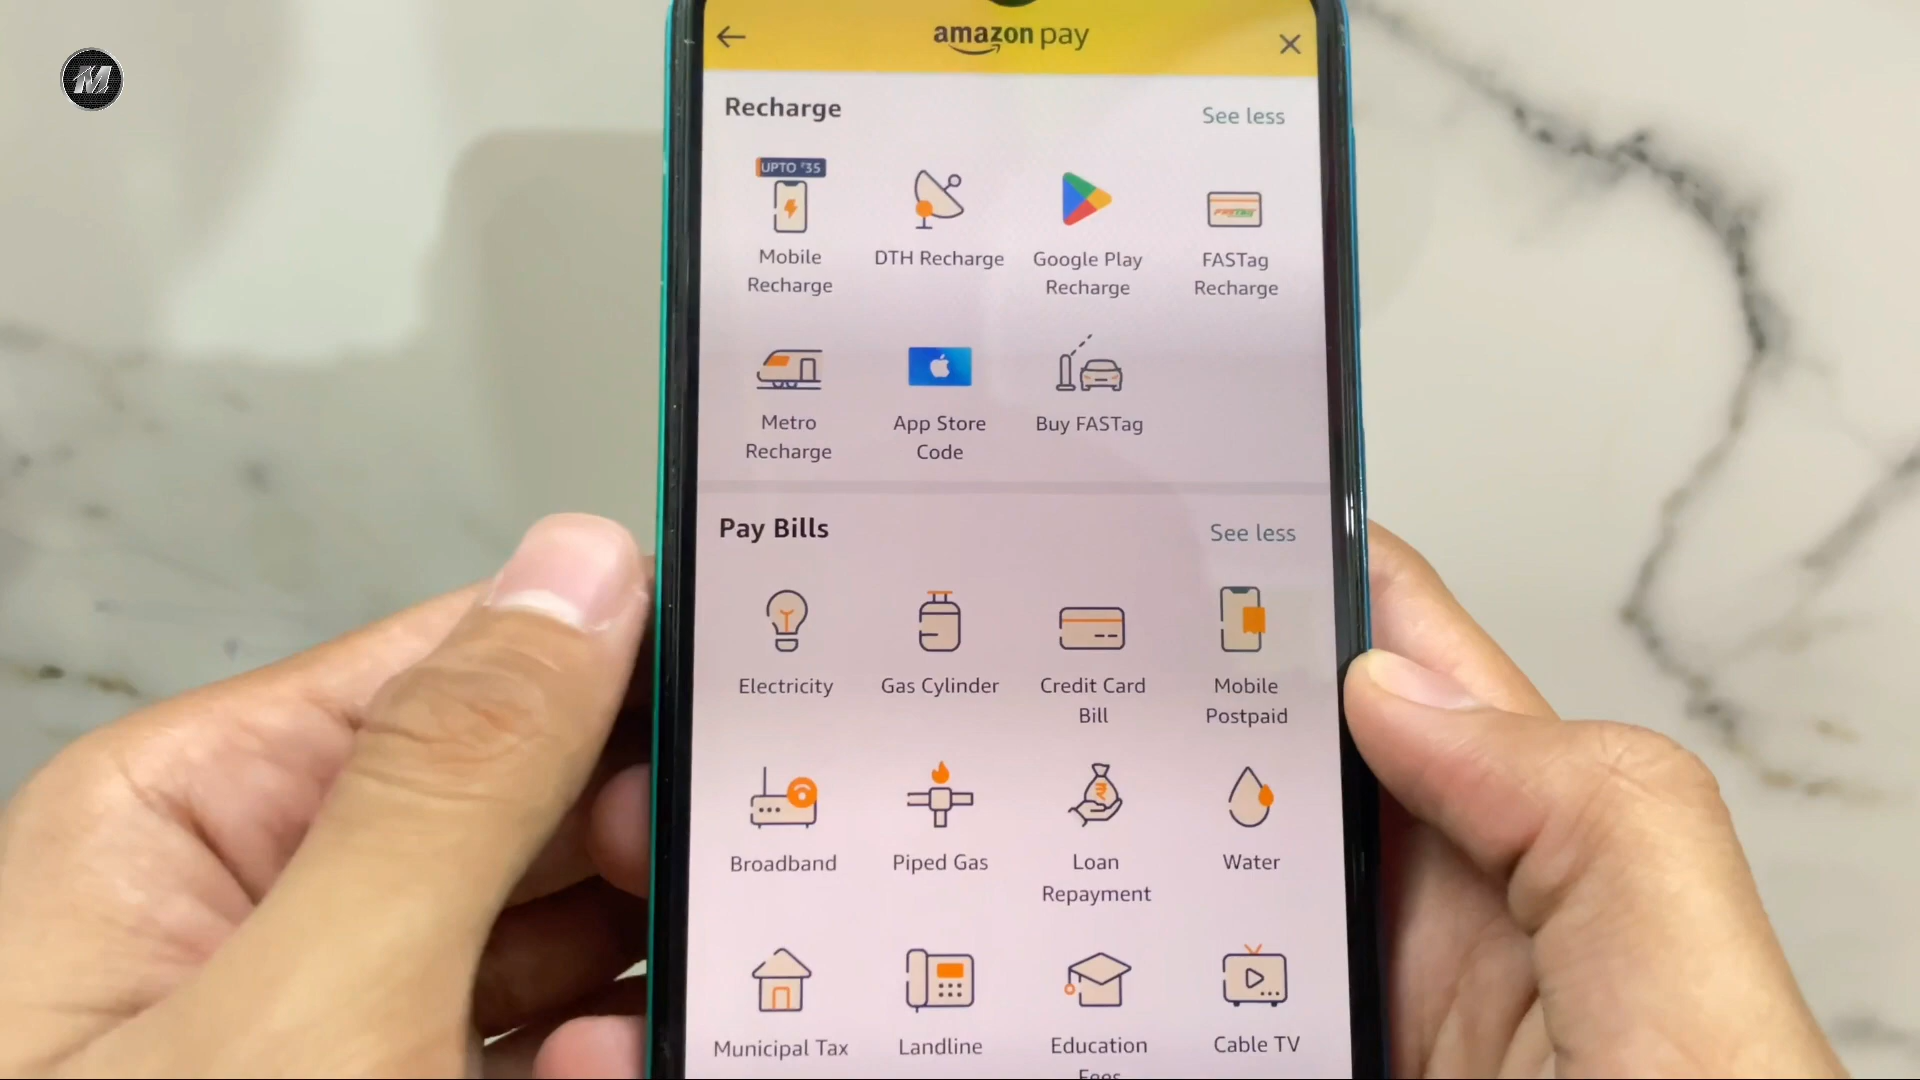 amazon pay
Recharge
See less
UPTO ₹35
Mobile
Recharge
DTH Recharge
Google Play
Recharge
FASTag
FASTag
Recharge
Metro
Recharge
App Store
Code
Buy FASTag
Pay Bills
See less
Electricity
Gas Cylinder
Credit Card
Bill
Mobile
Postpaid
Broadband
Piped Gas
₹
Loan
Repayment
Water
Municipal Tax
Landline
Education
Fees
Cable TV